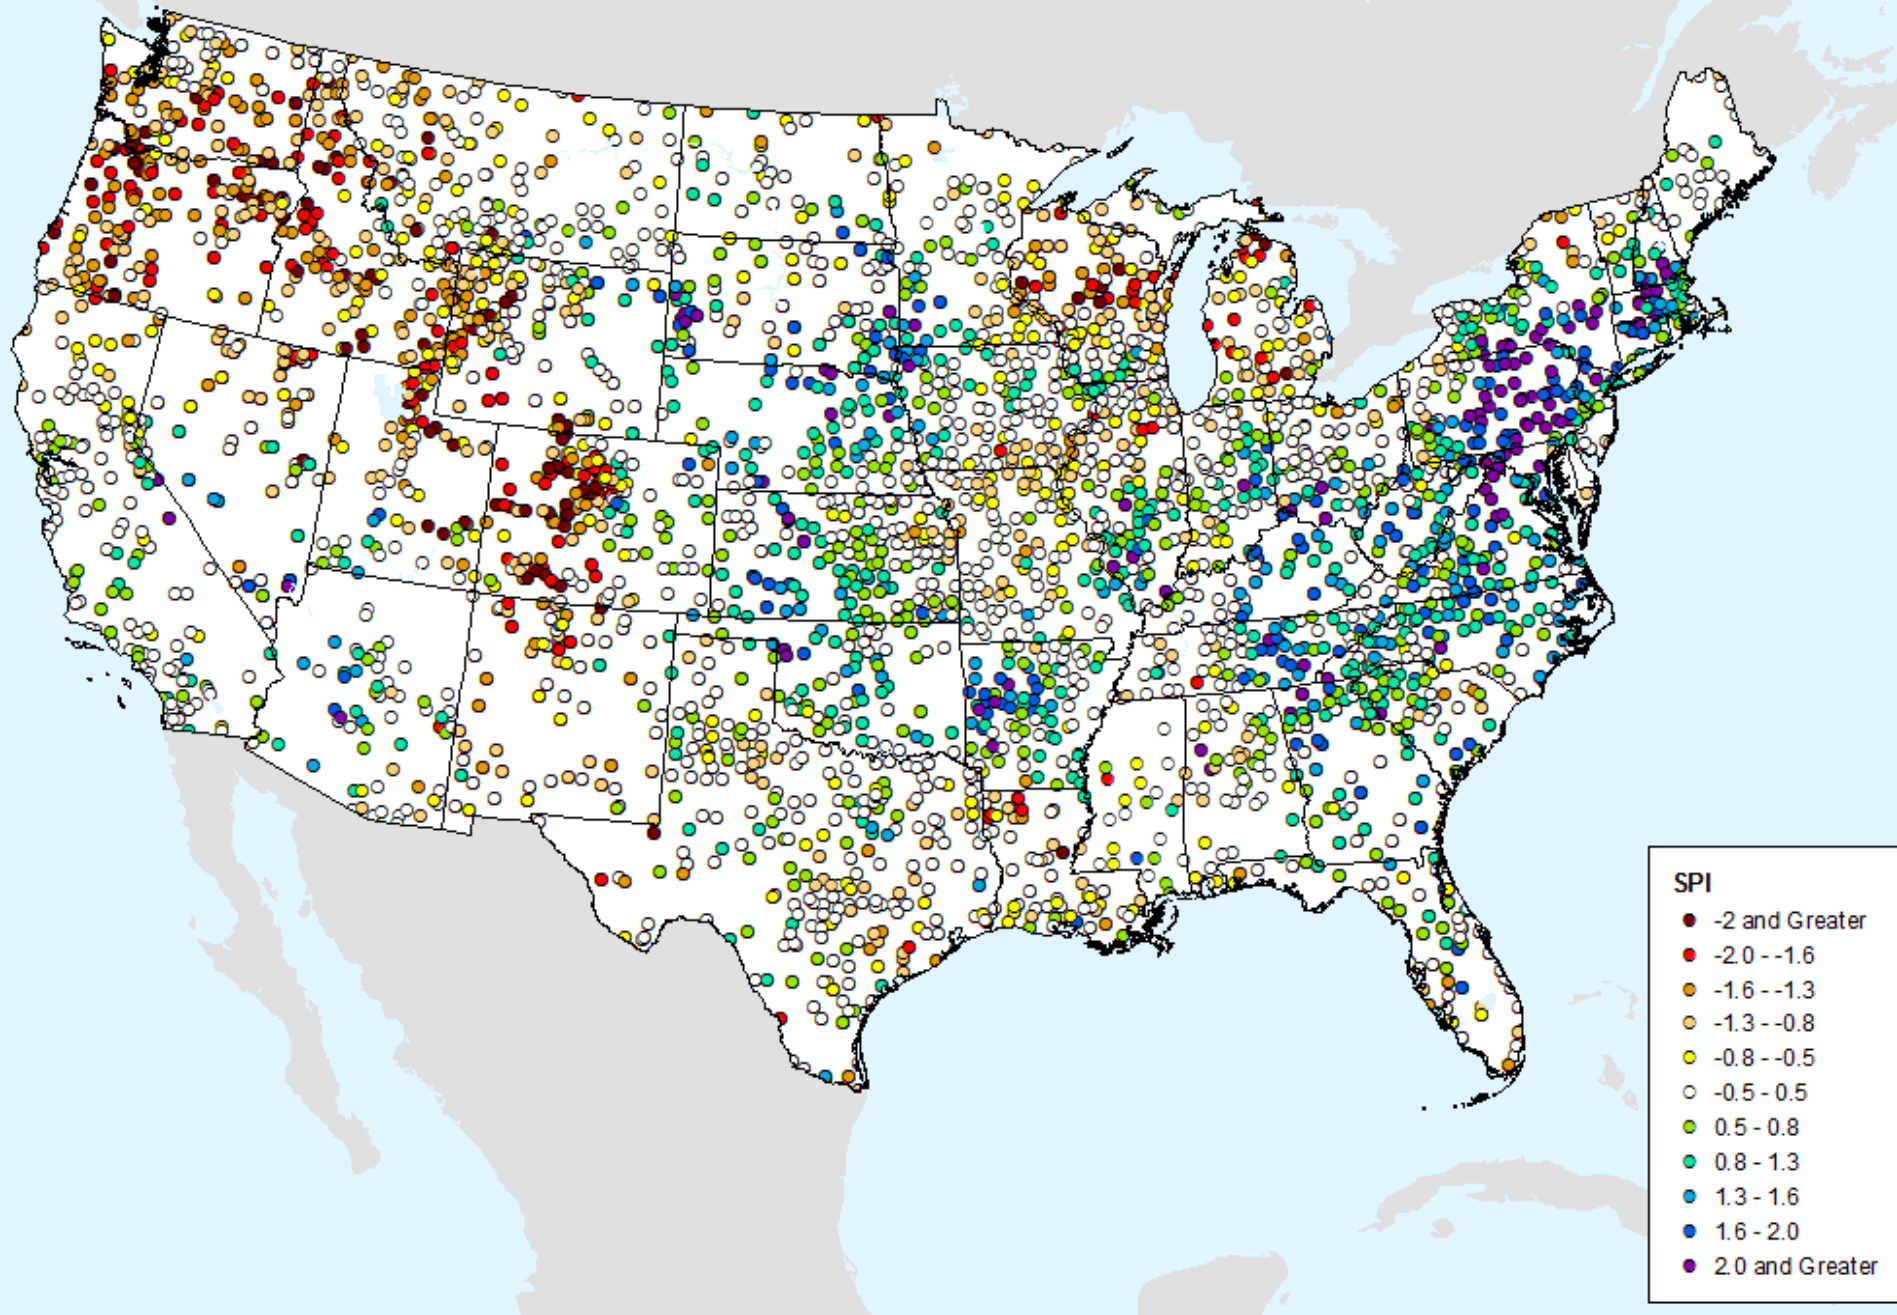 SPI
-2 and Greater
-2.0 - -1.6
-1.6 - -1.3
-1.3 - -0.8
-0.8 - -0.5
-0.5 - 0.5
0.5 - 0.8
0.8 - 1.3
1.3 - 1.6
1.6 - 2.0
2.0 and Greater